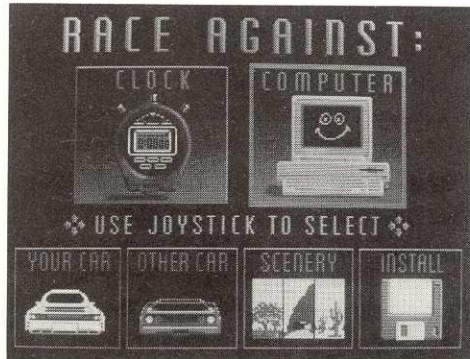 RACE AGAINST:
CLOCK COMPUTER
USE JOYSTICK TO SELECT
YOUR CAR OTHER CAR SCENERY INSTALL